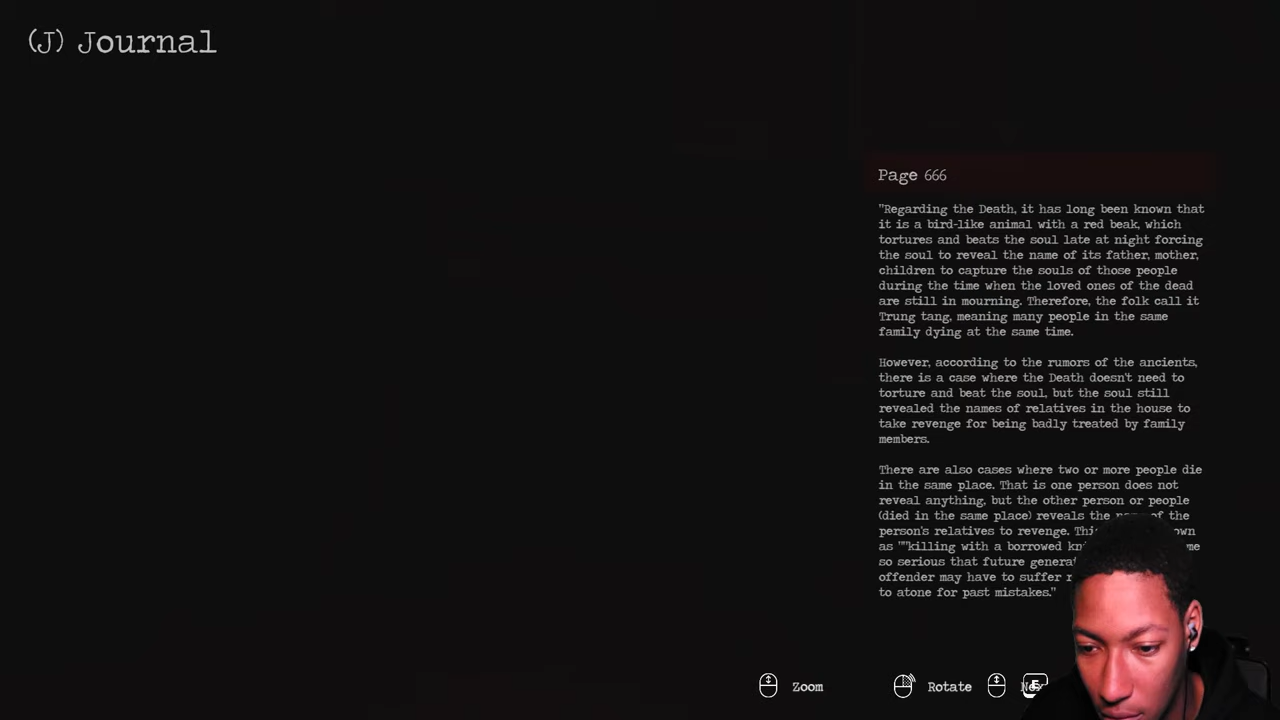 (J) Journal
Page 666
"Regarding the Death, it has long been known that
it is a bird-like animal with a red beak, which
tortures and beats the soul late at night forcing
the soul to reveal the name of its father, mother,
children to capture the souls of those people
during the time when the loved ones of the dead
are still in mourning. Therefore, the folk call it
Trung tang, meaning many people in the same
family dying at the same time.
However, according to the rumors of the ancients,
there is a case where the Death doesn't need to
torture and beat the soul, but the soul still
revealed the names of relatives in the house to
take revenge for being badly treated by family
members.
There are also cases where two or more people die
in the same place. That is one person does not
reveal anything, but the other person or people
(died in the same place) reveals the of the
person's relatives to revenge.
as ""killing with a borrowed
so serious that future
offender may have to suffer
to atone for past mistakes."
Zoom
Rotate